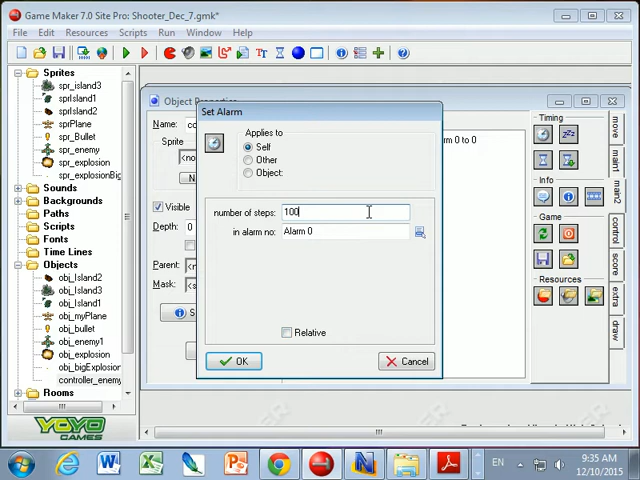 Game Maker 7.0 Site Pro: Shooter_Dec_7.gmk*
File Edit Resources Scripts Run Window Help
Sprites
spr_island3
sprIsland1
sprIsland2
sprPlane
spr_Bullet
spr_enemy
spr_explosion
spr_explosionBig
Sounds
Backgrounds
Paths
Scripts
Fonts
Time Lines
Objects
obj_Island2
obj_Island3
obj_Island1
obj_myPlane
obj_bullet
obj_enemy1
obj_explosion
obj_bigExplosion
controller_enemy
Rooms
YOYO
GAMES
Object Properties
Name: co
Sprite
<no
N
Visible
Depth: 0
Parent: <n
Mask: <s
S
Alarm 0 to 0
Set Alarm
Applies to
Self
Other
Object:
number of steps: 100
in alarm no: Alarm 0
Relative
OK
Cancel
Timing
Info
Game
Resources
move
main1
main2
control
score
extra
draw
EN
9:35 AM
12/10/2015